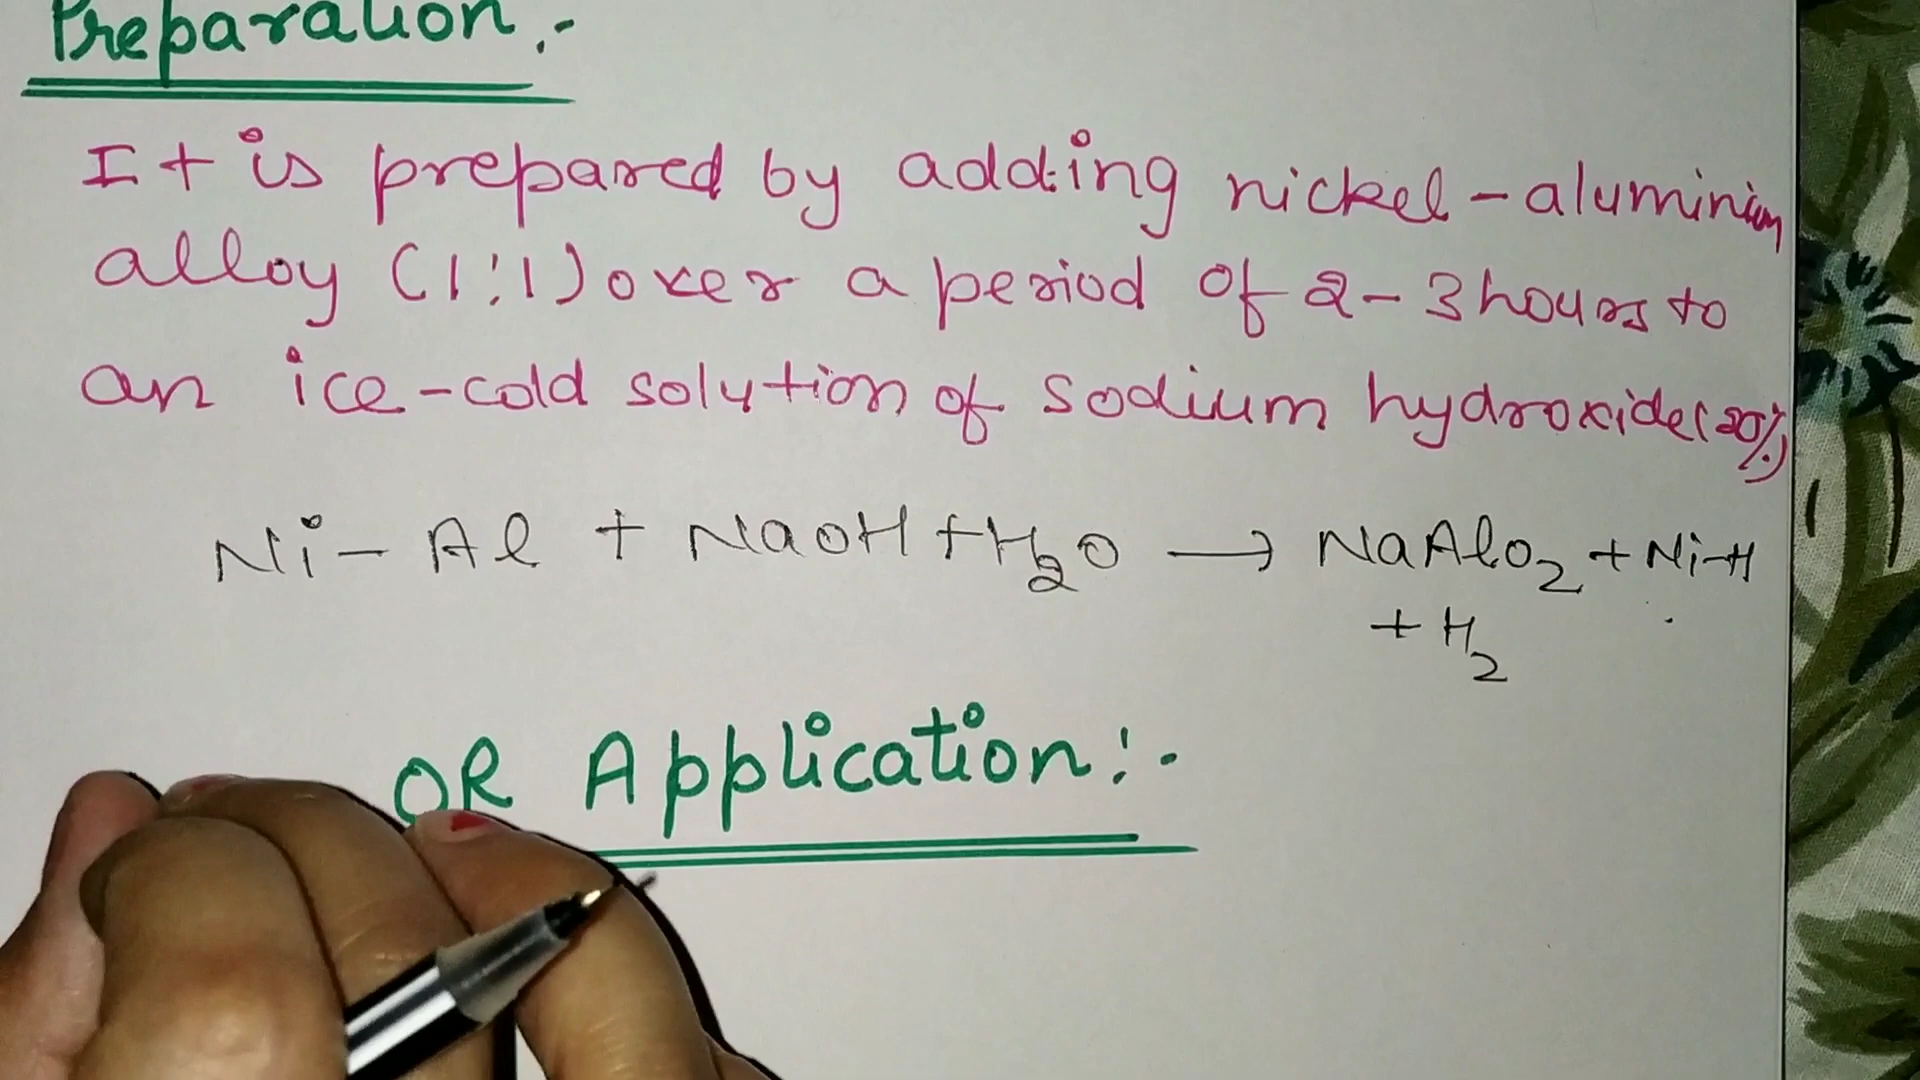 Preparation :-
It is prepared by adding nickel-aluminium
alloy (1:1) over a period of 2-3 hours to
an ice-cold solution of sodium hydroxide (20%)
Ni-Al + NaOH + H2O → NaAlO2 + Ni-H
+ H2
OR Application :-